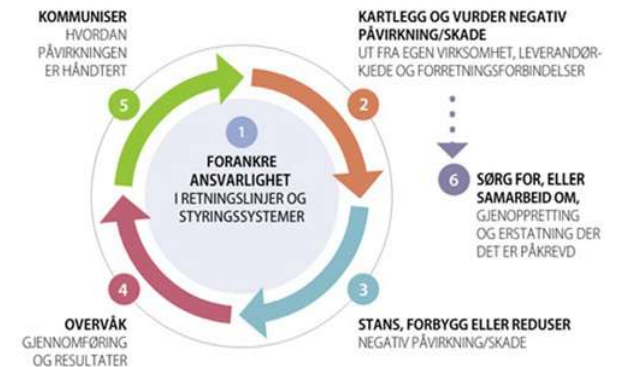 KOMMUNISER
HVORDAN
PÅVIRKNINGEN
ER HÅNDTERT
5
1
FORANKRE
ANSVARLIGHET
I RETNINGSLINJER OG
STYRINGSSYSTEMER
KARTLEGG OG VURDER NEGATIV
PÅVIRKNING/SKADE
UT FRA EGEN VIRKSOMHET, LEVERANDØR-
KJEDE OG FORRETNINGSFORBINDELSER
2
6
SØRG FOR, ELLER
SAMARBEID OM,
GJENOPPRETTING
OG ERSTATNING DER
DET ER PÅKREVD
3
STANS, FORBYGG ELLER REDUSER
NEGATIV PÅVIRKNING/SKADE
4
OVERVÅK
GJENNOMFØRING
OG RESULTATER